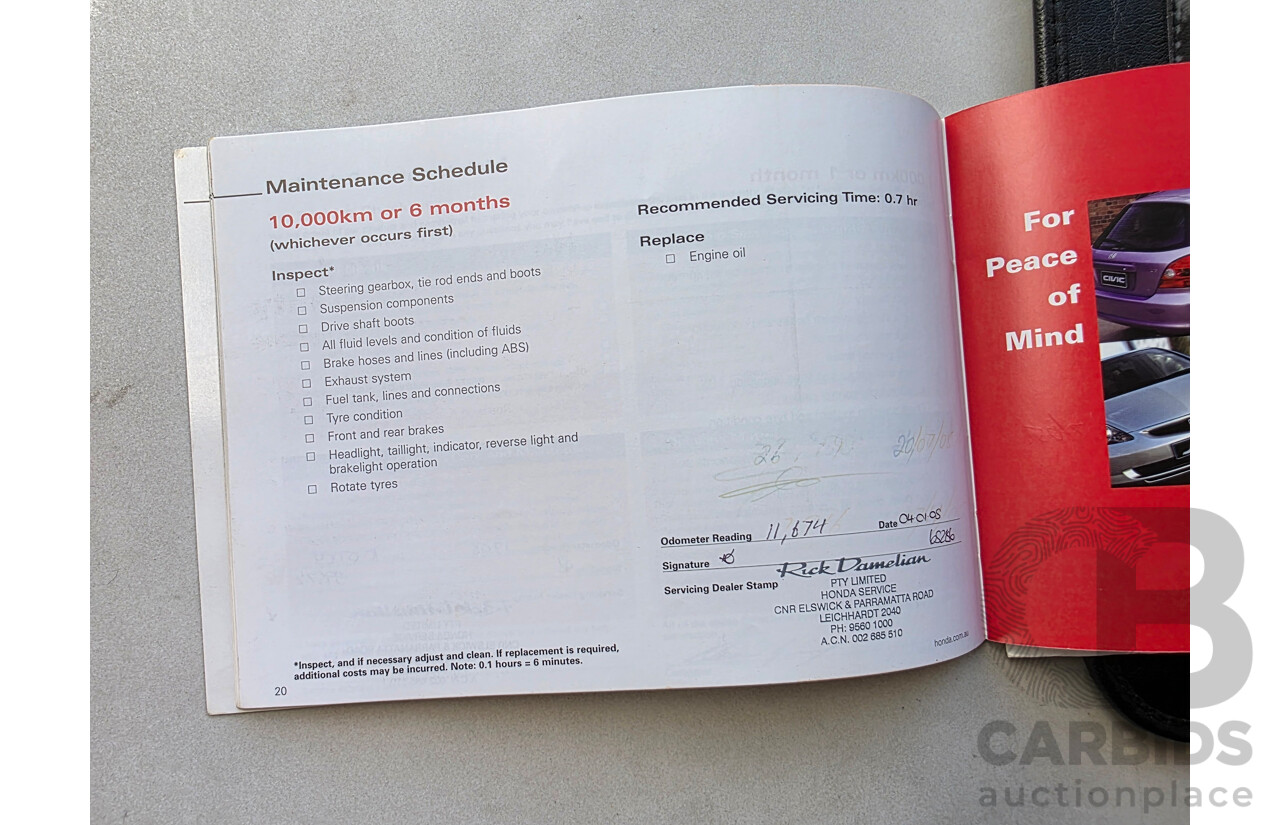 Maintenance Schedule
10,000km or 6 months
(whichever occurs first)
Inspect*
Steering gearbox, tie rod ends and boots
Suspension components
Drive shaft boots
All fluid levels and condition of fluids
Brake hoses and lines (including ABS)
Exhaust system
Fuel tank, lines and connections
Tyre condition
Front and rear brakes
Headlight, taillight, indicator, reverse light and
brakelight operation
Rotate tyres
*Inspect, and if necessary adjust and clean. If replacement is required,
additional costs may be incurred. Note: 0.1 hours = 6 minutes.
20
Recommended Servicing Time: 0.7 hr
Replace
Engine oil
Odometer Reading 11,674 Date 04 01 05
Signature
Servicing Dealer Stamp
Rick Damelian
PTY LIMITED
HONDA SERVICE
CNR ELSWICK & PARRAMATTA ROAD
LEICHHARDT 2040
PH: 9560 1000
A.C.N. 002 685 510
honda.com.au
For
Peace
of
Mind
CIVIC
CARBIDS
auctionplace